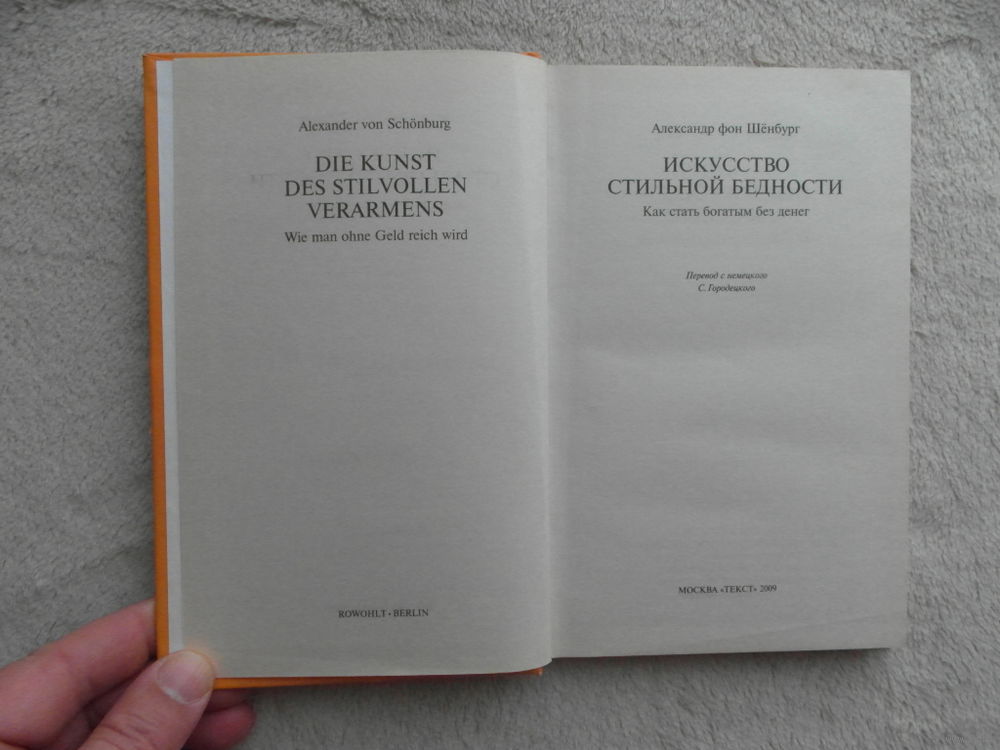 Alexander von Schönburg
DIE KUNST
DES STILVOLLEN
VERARMENS
Wie man ohne Geld reich wird
ROWOHLT • BERLIN
Александр фон Шёнбург
ИСКУССТВО
СТИЛЬНОЙ БЕДНОСТИ
Как стать богатым без денег
Перевод с немецкого
С. Городецкого
МОСКВА «ТЕКСТ» 2009